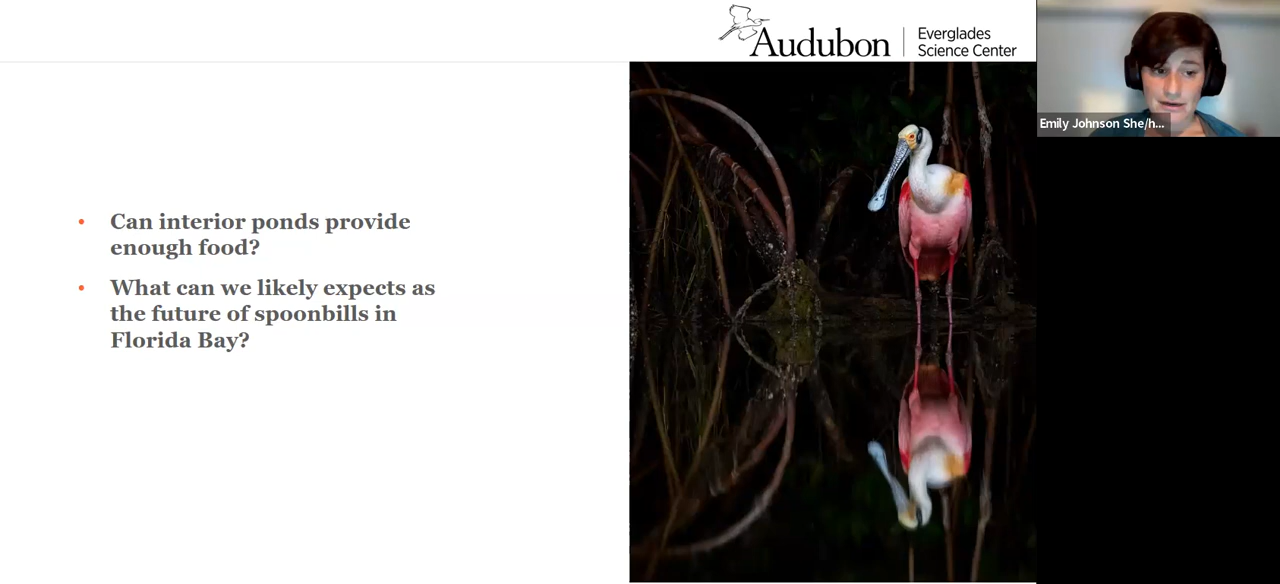 Audubon
Everglades
Science Center
Emily Johnson She/h...
• Can interior ponds provide
enough food?
• What can we likely expects as
the future of spoonbills in
Florida Bay?